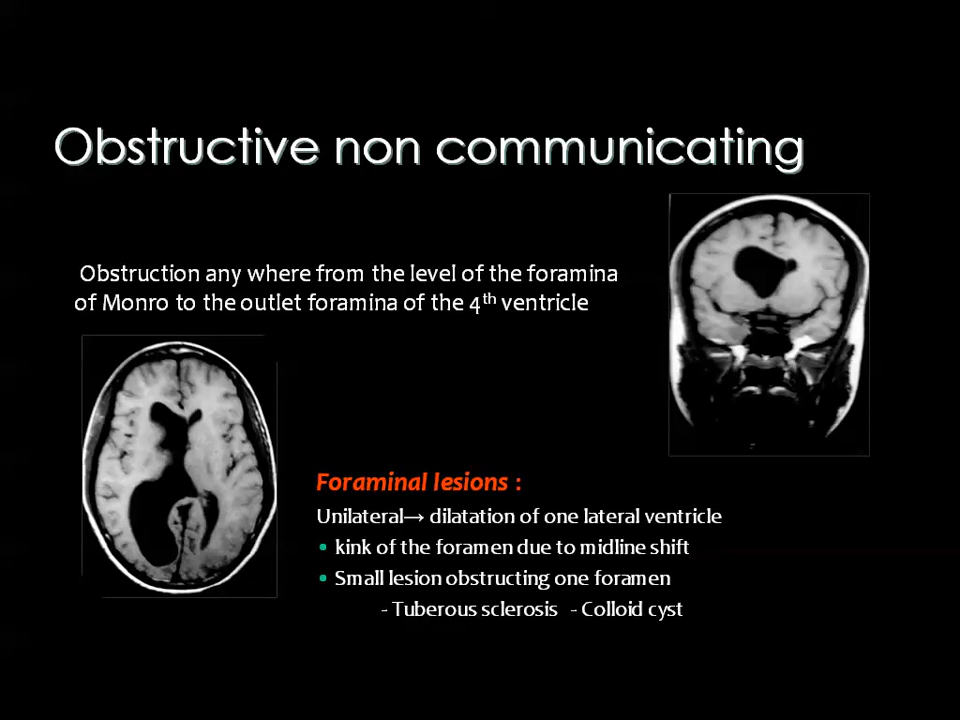 Obstructive non communicating
Obstruction any where from the level of the foramina
of Monro to the outlet foramina of the 4th ventricle
Foraminal lesions :
Unilateral→ dilatation of one lateral ventricle
• kink of the foramen due to midline shift
• Small lesion obstructing one foramen
- Tuberous sclerosis - Colloid cyst